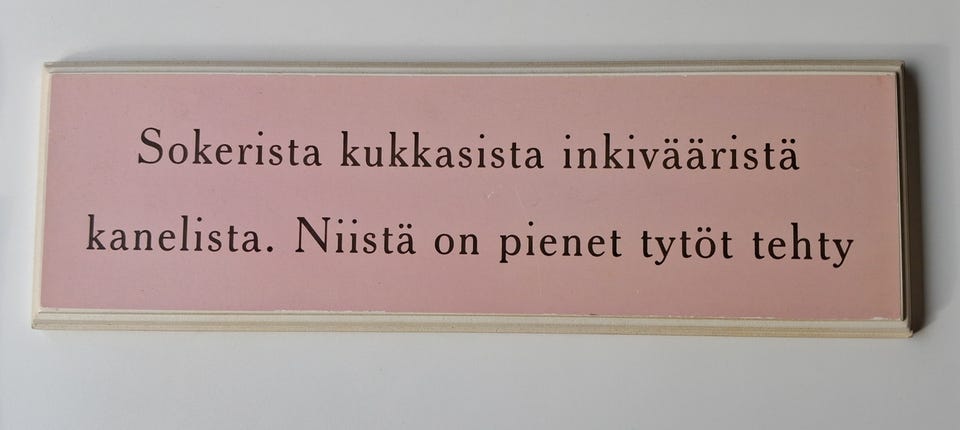 Sokerista kukkasista inkivääristä
kanelista. Niistä on pienet tytöt tehty